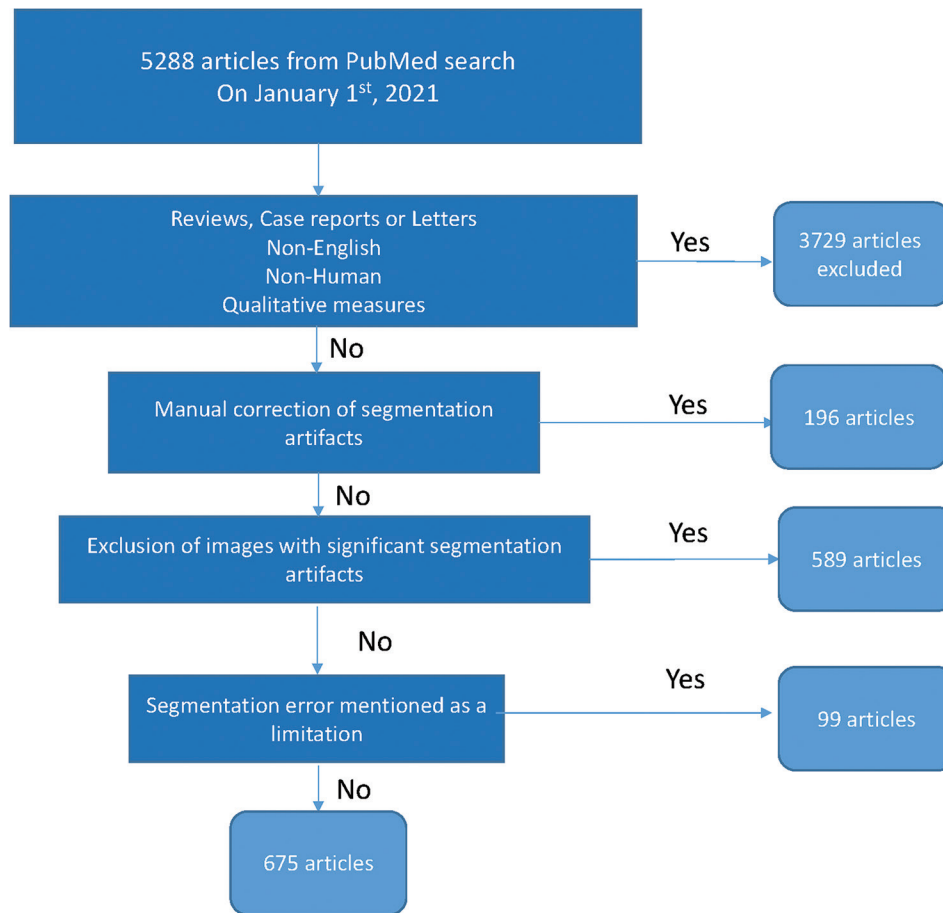 5288 articles from PubMed search
On January 1st, 2021
Reviews, Case reports or Letters
Non-English
Non-Human
Qualitative measures
Yes
3729 articles
excluded
No
Manual correction of segmentation
artifacts
Yes
196 articles
No
Exclusion of images with significant segmentation
artifacts
Yes
589 articles
No
Segmentation error mentioned as a
limitation
Yes
99 articles
No
675 articles